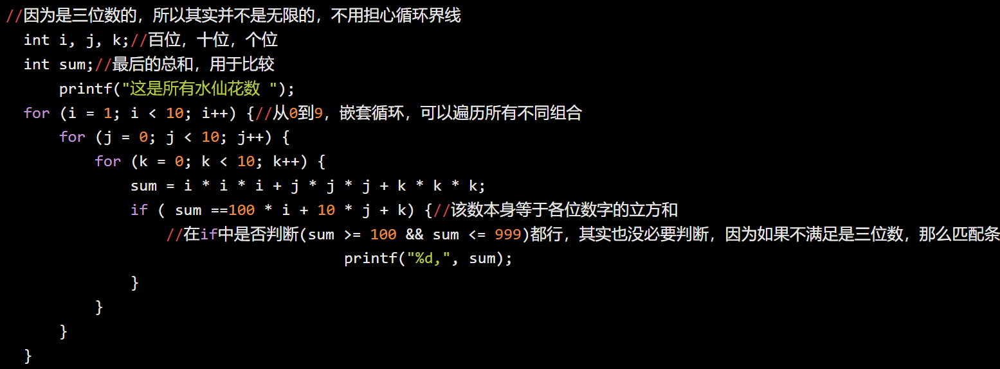 //因为是三位数的，所以其实并不是无限的，不用担心循环界线
int i, j, k;//百位，十位，个位
int sum;//最后的总和，用于比较
printf("这是所有水仙花数 ");
for (i = 1; i < 10; i++) {//从0到9，嵌套循环，可以遍历所有不同组合
for (j = 0; j < 10; j++) {
for (k = 0; k < 10; k++) {
sum = i * i * i + j * j * j + k * k * k;
if ( sum ==100 * i + 10 * j + k) {//该数本身等于各位数字的立方和
//在if中是否判断(sum >= 100 && sum <= 999)都行，其实也没必要判断，因为如果不满足是三位数，那么匹配条
printf("%d,", sum);
}
}
}
}